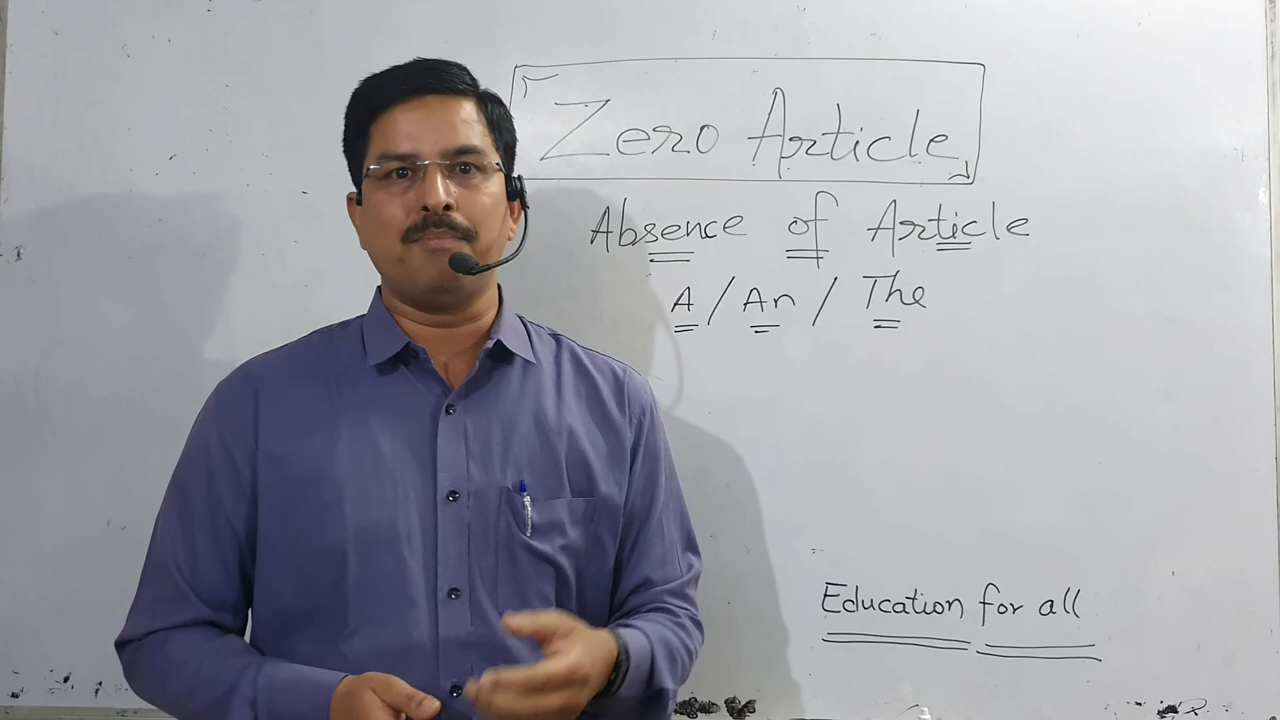 Zero Article
Absence of Article
A / An / The
Education for all